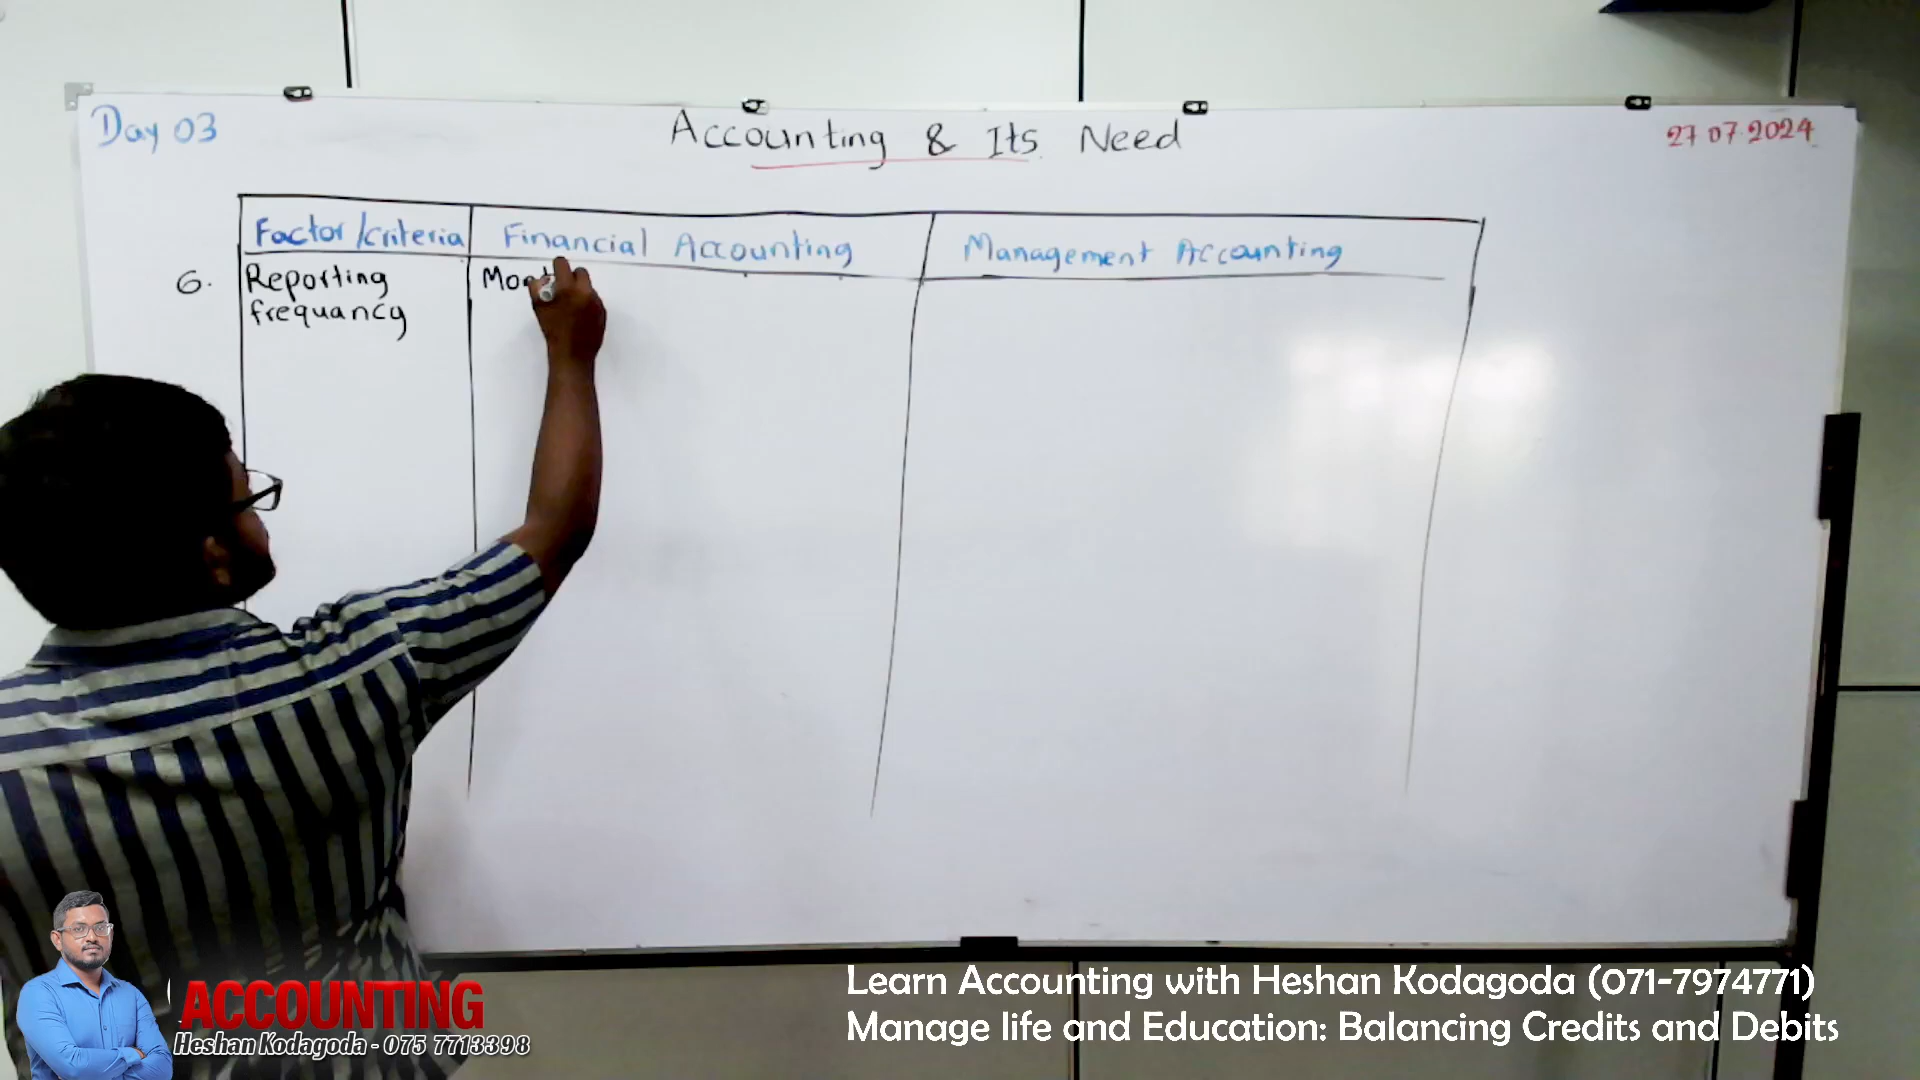 Day 03
Accounting & Its Need
27 07.2024
Factor/criteria
Financial Accounting
Management Accounting
6.
Reporting
frequancy
ACCOUNTING
Heshan Kodagoda - 075 7713398
Learn Accounting with Heshan Kodagoda (071-7974771)
Manage life and Education: Balancing Credits and Debits